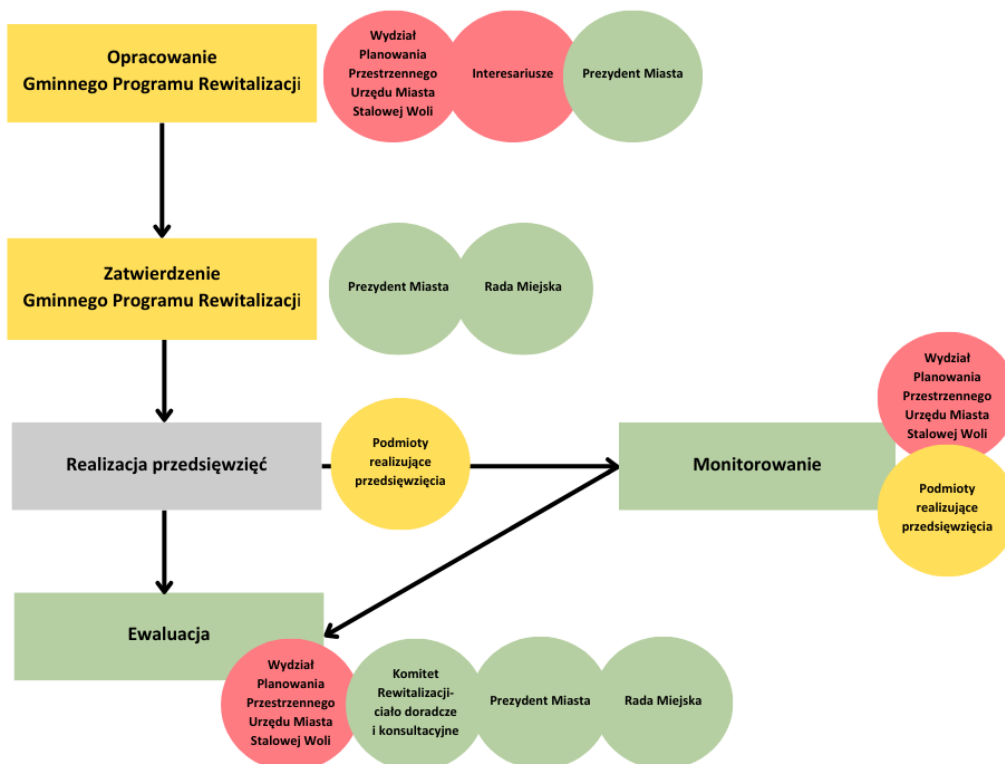 Opracowanie
Gminnego Programu Rewitalizacji
Wydział
Planowania
Przestrzennego
Urzędu Miasta
Stalowej Woli
Interesariusze
Prezydent Miasta
Zatwierdzenie
Gminnego Programu Rewitalizacji
Prezydent Miasta
Rada Miejska
Realizacja przedsięwzięć
Podmioty
realizujące
przedsięwzięcia
Monitorowanie
Wydział
Planowania
Przestrzennego
Urzędu Miasta
Stalowej Woli
Podmioty
realizujące
przedsięwzięcia
Ewaluacja
Wydział
Planowania
Przestrzennego
Urzędu Miasta
Stalowej Woli
Komitet
Rewitalizacji-
ciało doradcze
i konsultacyjne
Prezydent Miasta
Rada Miejska